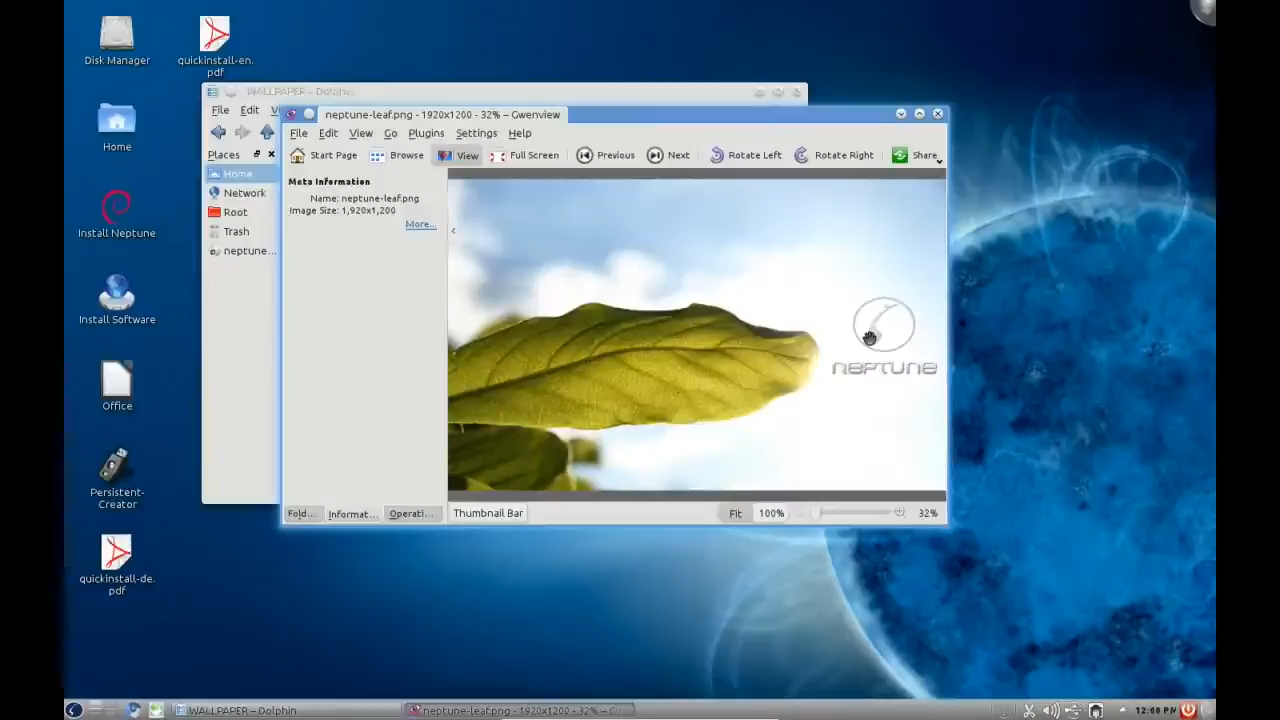 Disk Manager
quickinstall-en.
pdf
Home
Install Neptune
Install Software
Office
Persistent-
Creator
quickinstall-de.
pdf
WALLPAPER – Dolphin
File Edit
Places
Home
Network
Root
Trash
neptune...
neptune-leaf.png - 1920x1200 - 32% – Gwenview
File Edit View Go Plugins Settings Help
Start Page Browse View Full Screen Previous Next Rotate Left Rotate Right Share
Meta Information
Name: neptune-leaf.png
Image Size: 1,920x1,200
More...
NEPTUNE
Fold... Informat... Operati... Thumbnail Bar Fit 100% 32%
WALLPAPER – Dolphin
neptune-leaf.png - 1920x1200 - 32% –
12:00 PM